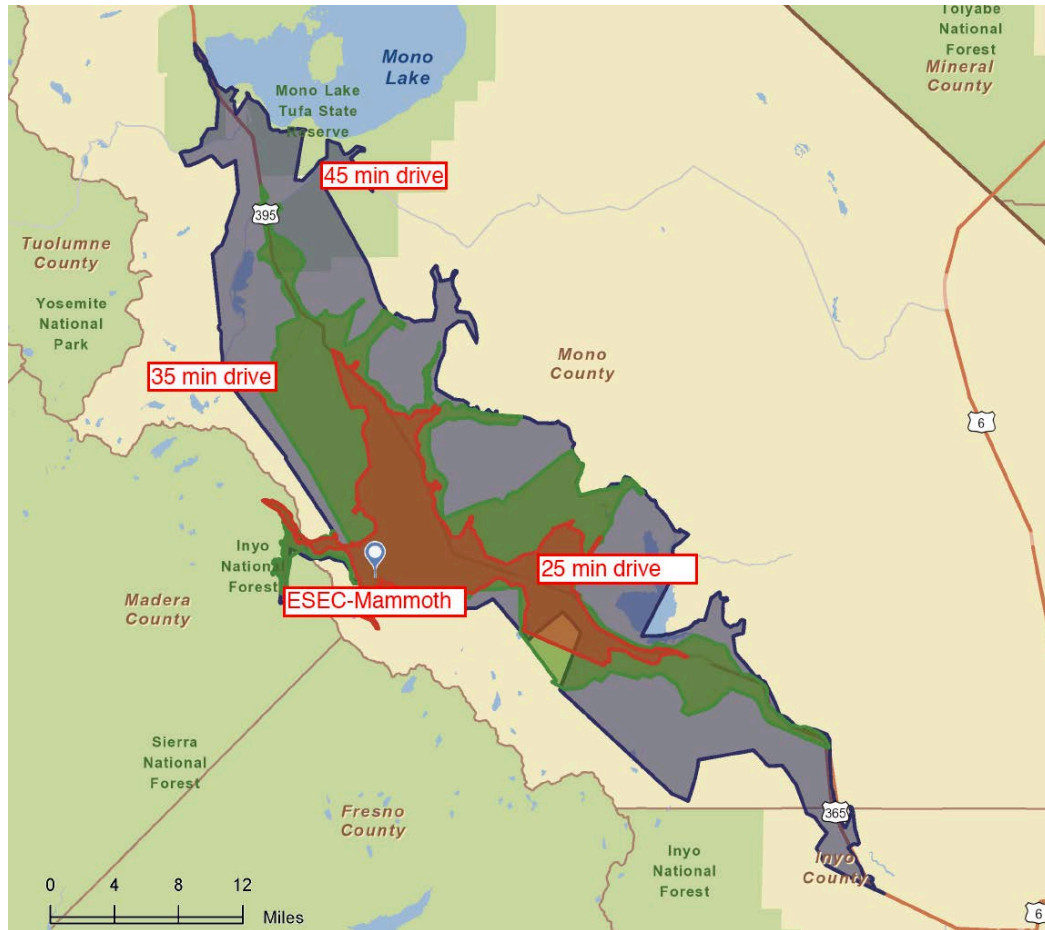 Toiyabe
National
Forest
Mineral
County
Mono
Lake
Mono Lake
Tufa State
Reserve
45 min drive
395
Tuolumne
County
Yosemite
National
Park
Mono
County
35 min drive
6
Inyo
National
Forest
25 min drive
ESEC-Mammoth
Madera
County
Sierra
National
Forest
Fresno
County
365
Inyo
National
Forest
Inyo
County
0 4 8 12
Miles
6